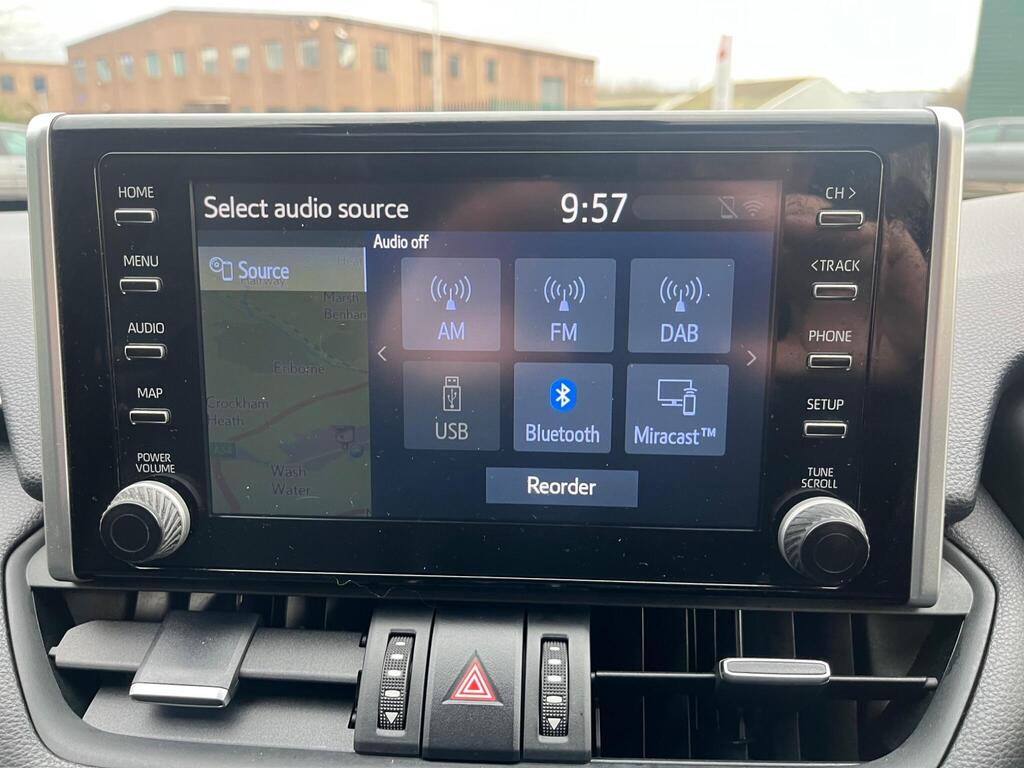 HOME
MENU
AUDIO
MAP
POWER
VOLUME
Select audio source
9:57
Audio off
Source
Marsh
Benham
Enborne
Crockham
Heath
A34
Wash
Water
AM
FM
DAB
USB
Bluetooth
Miracast™
Reorder
CH >
<TRACK
PHONE
SETUP
TUNE
SCROLL